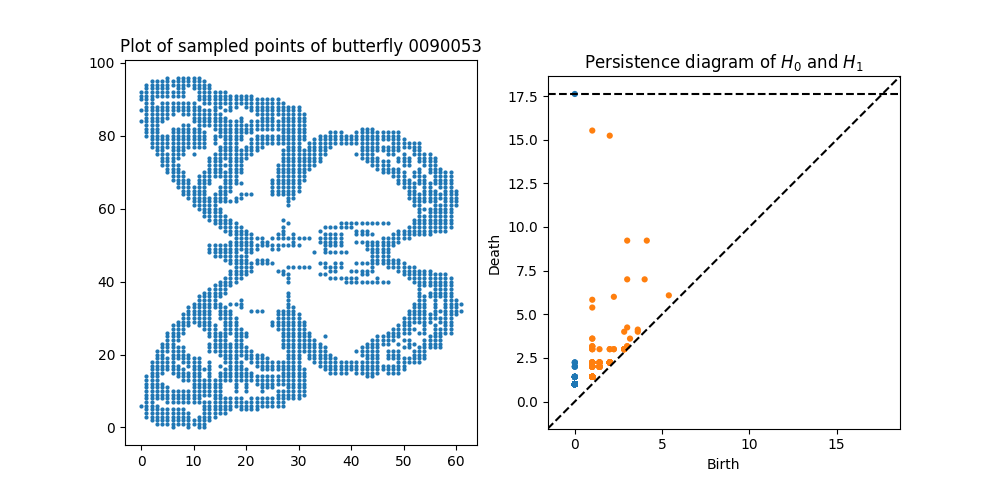 Plot of sampled points of butterfly 0090053
100
80
60
40
20
0
0 10 20 30 40 50 60
Persistence diagram of H₀ and H₁
17.5
15.0
12.5
10.0
7.5
5.0
2.5
0.0
Death
0 5 10 15
Birth